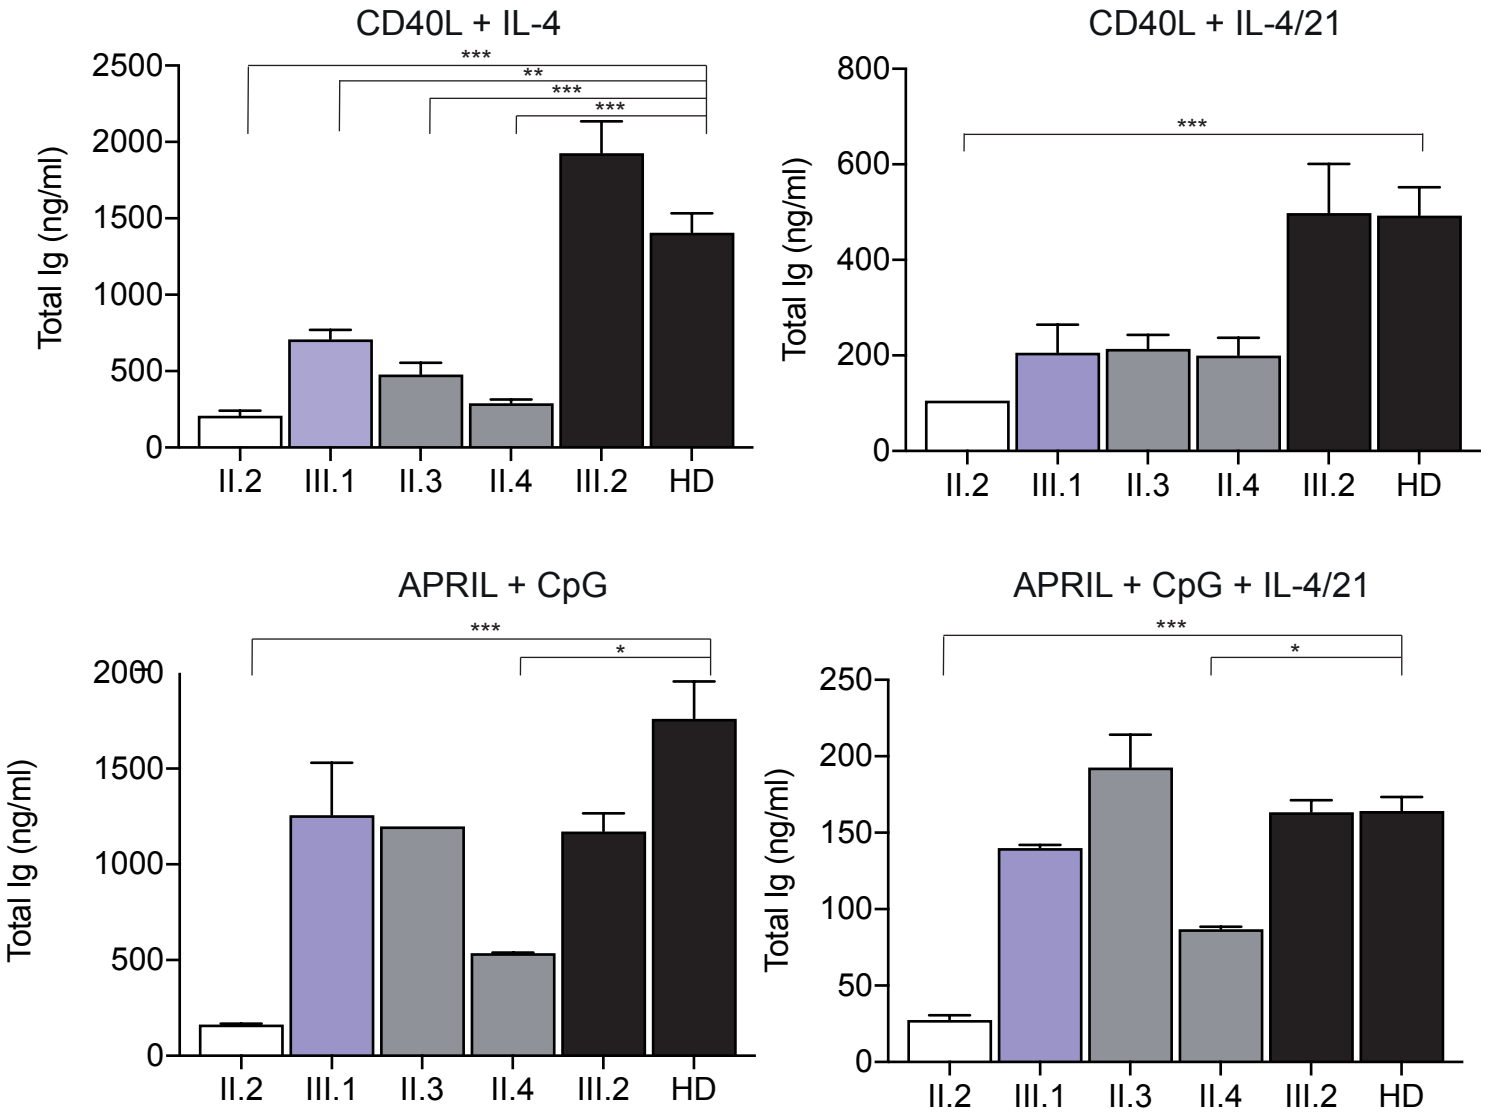 CD40L + IL-4
2500
2000
1500
1000
500
0
Total Ig (ng/ml)
***
**
***
***
II.2 III.1 II.3 II.4 III.2 HD
CD40L + IL-4/21
800
600
400
200
0
Total Ig (ng/ml)
***
II.2 III.1 II.3 II.4 III.2 HD
APRIL + CpG
2000
1500
1000
500
0
Total Ig (ng/ml)
***
*
II.2 III.1 II.3 II.4 III.2 HD
APRIL + CpG + IL-4/21
250
200
150
100
50
0
Total Ig (ng/ml)
***
*
II.2 III.1 II.3 II.4 III.2 HD